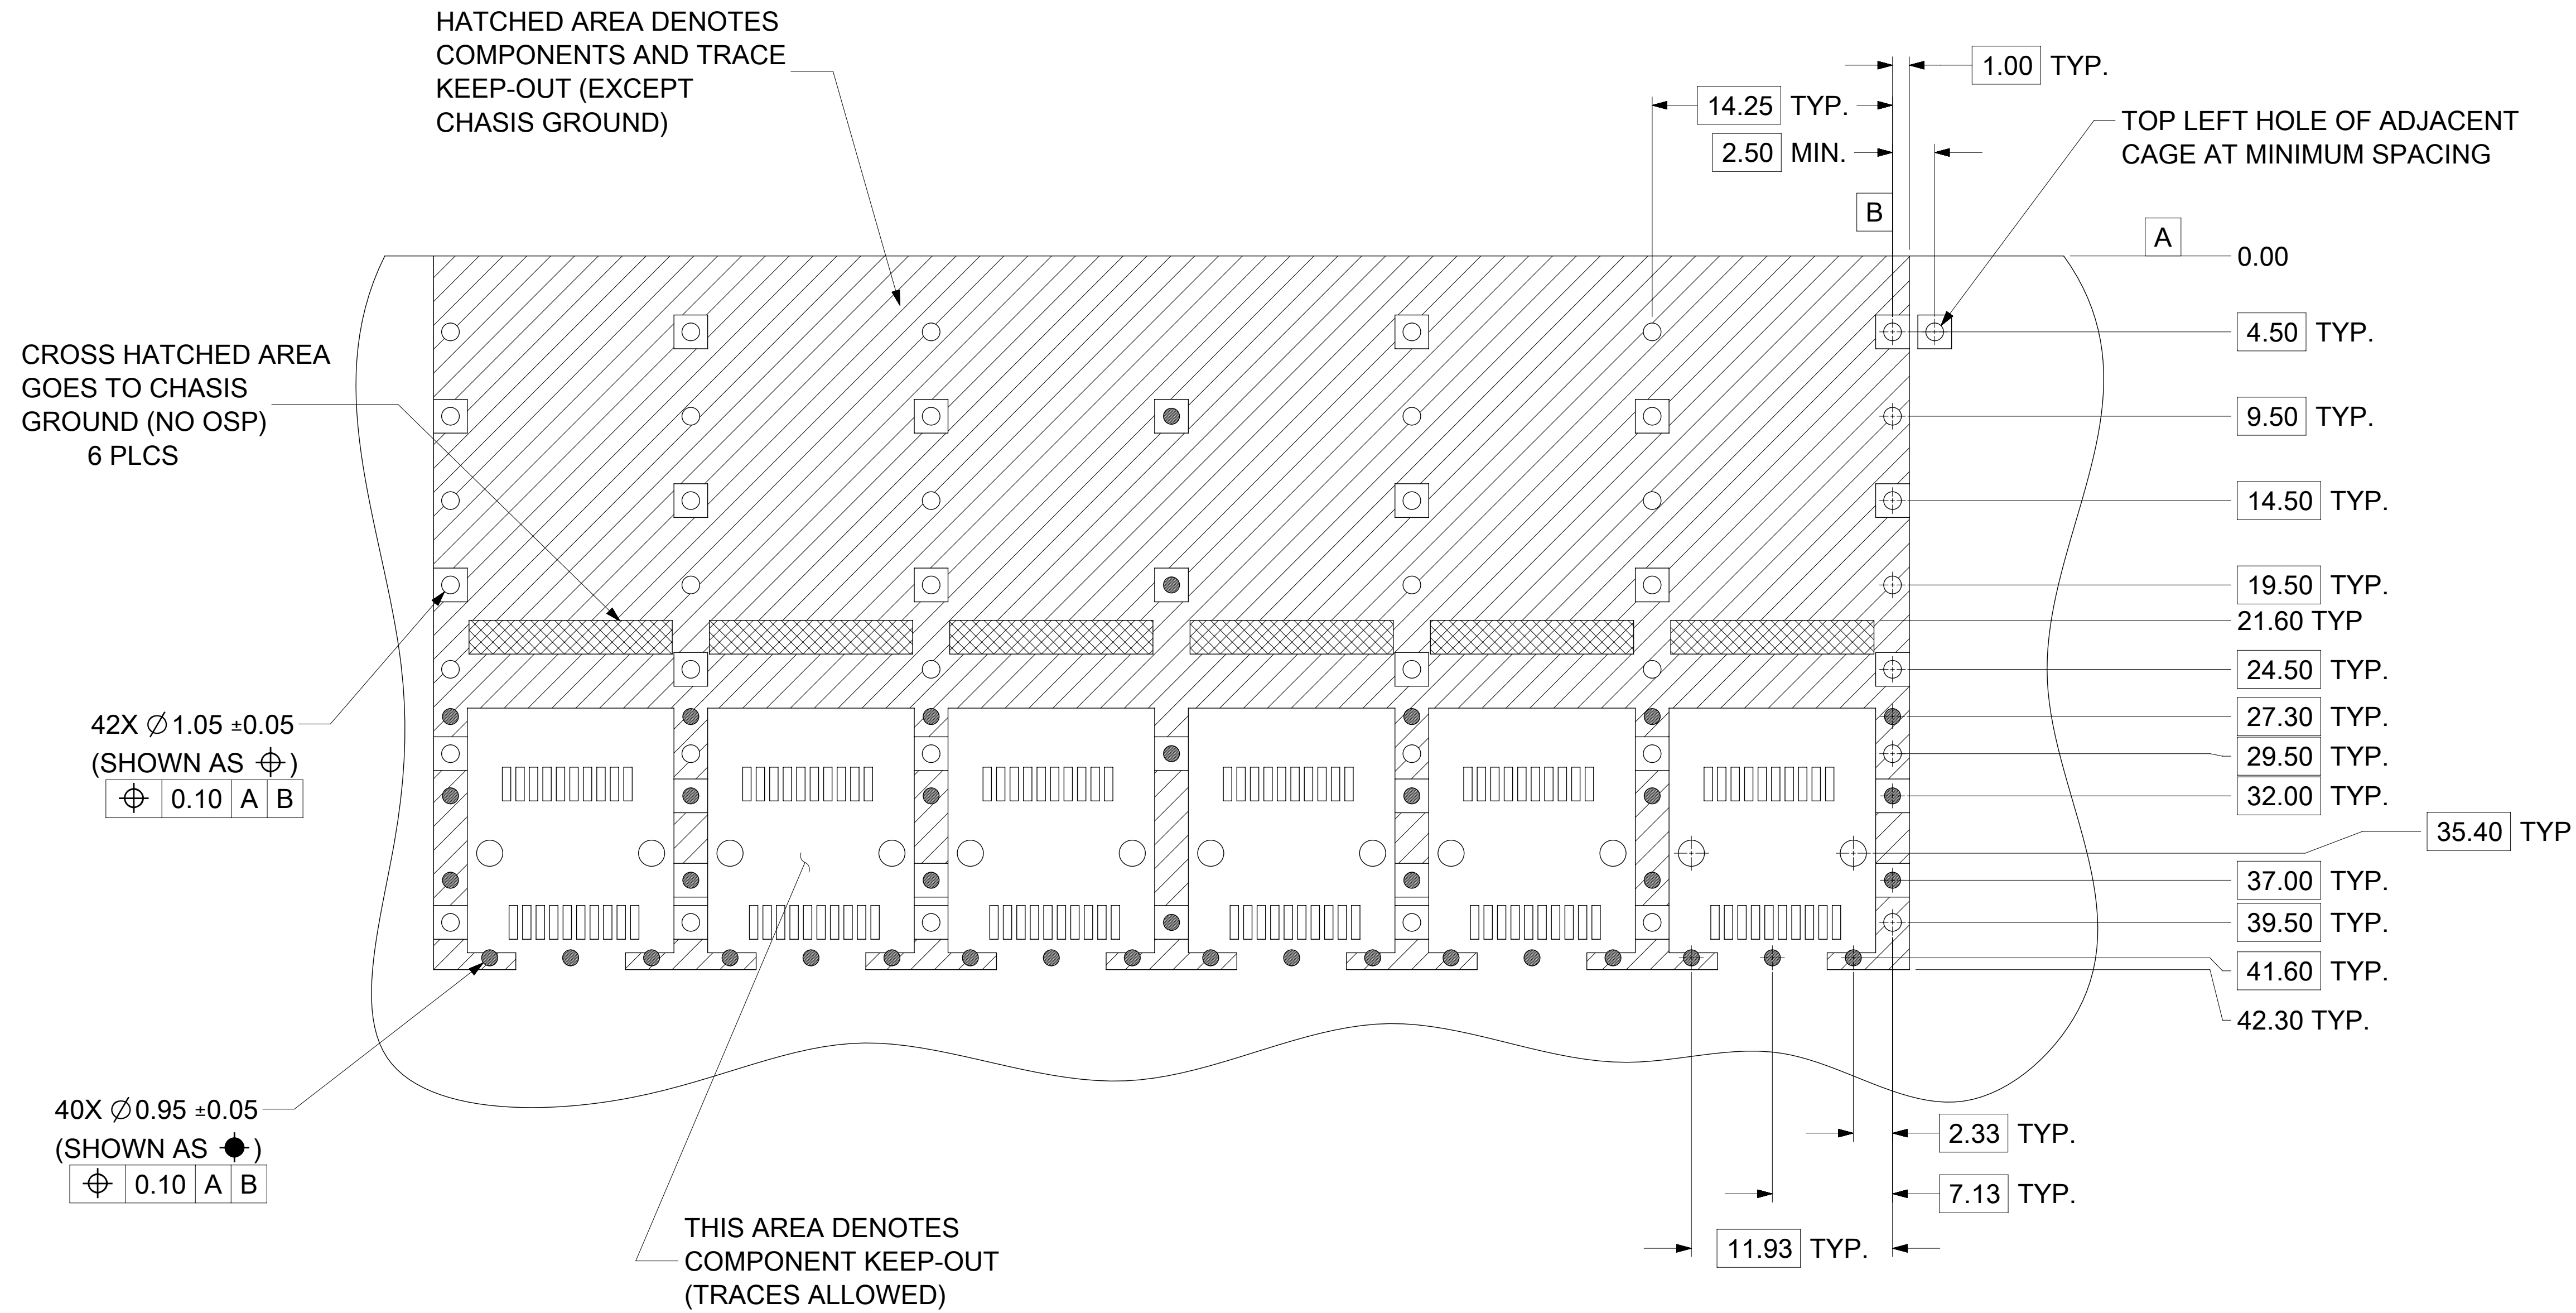 HATCHED AREA DENOTES
COMPONENTS AND TRACE
KEEP-OUT (EXCEPT
CHASIS GROUND)
1.00 TYP.
14.25 TYP.
2.50 MIN.
TOP LEFT HOLE OF ADJACENT
CAGE AT MINIMUM SPACING
B
A
0.00
CROSS HATCHED AREA
GOES TO CHASIS
GROUND (NO OSP)
6 PLCS
4.50 TYP.
9.50 TYP.
14.50 TYP.
19.50 TYP.
21.60 TYP
24.50 TYP.
27.30 TYP.
29.50 TYP.
32.00 TYP.
35.40 TYP
37.00 TYP.
39.50 TYP.
41.60 TYP.
42.30 TYP.
42X ∅1.05 ±0.05
(SHOWN AS ⌖)
⌖ 0.10 A B
40X ∅0.95 ±0.05
(SHOWN AS )
⌖ 0.10 A B
2.33 TYP.
7.13 TYP.
11.93 TYP.
THIS AREA DENOTES
COMPONENT KEEP-OUT
(TRACES ALLOWED)